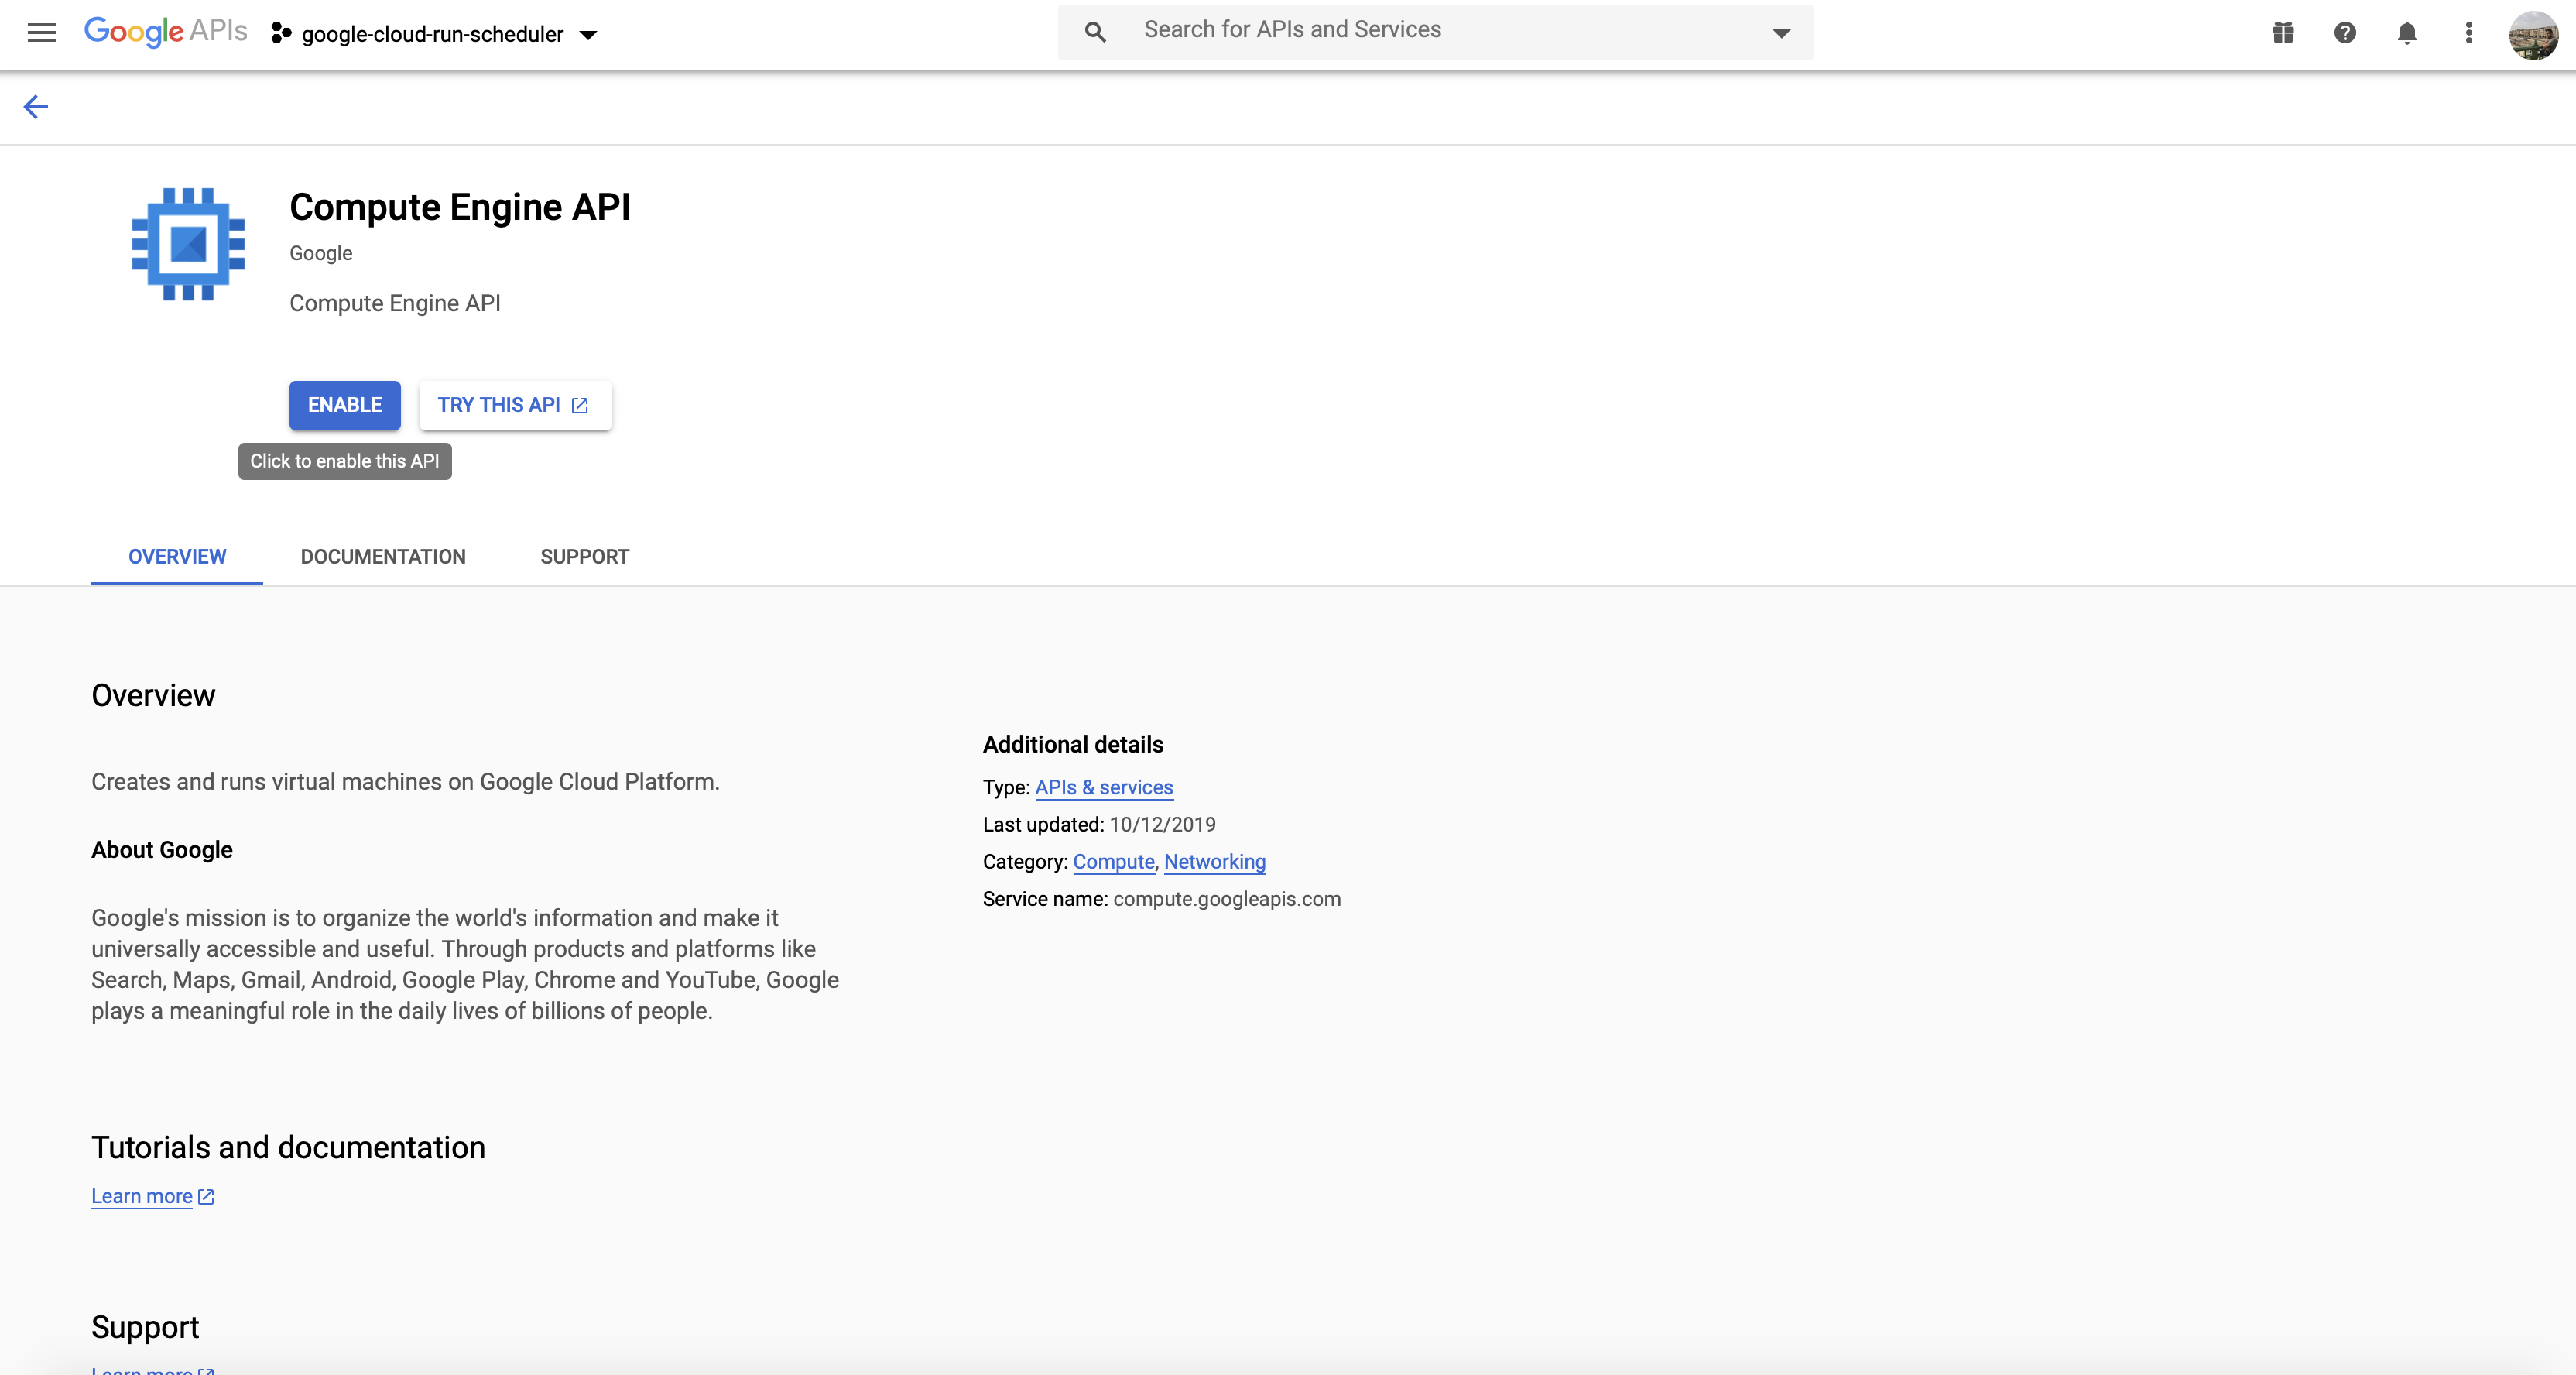 Google APIs google-cloud-run-scheduler Search for APIs and Services
Compute Engine API
Google
Compute Engine API
ENABLE TRY THIS API
Click to enable this API
OVERVIEW DOCUMENTATION SUPPORT
Overview
Creates and runs virtual machines on Google Cloud Platform.
About Google
Google's mission is to organize the world's information and make it
universally accessible and useful. Through products and platforms like
Search, Maps, Gmail, Android, Google Play, Chrome and YouTube, Google
plays a meaningful role in the daily lives of billions of people.
Additional details
Type: APIs & services
Last updated: 10/12/2019
Category: Compute, Networking
Service name: compute.googleapis.com
Tutorials and documentation
Learn more
Support
Learn more